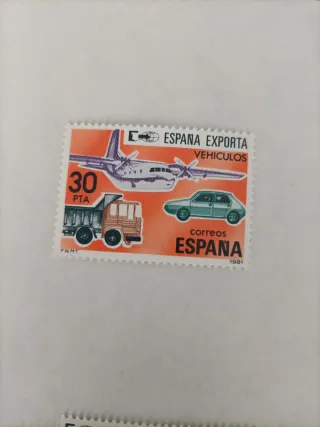 ESPAÑA EXPORTA
VEHICULOS
30
PTA
correos
ESPAÑA
F.N.M.T.
1981